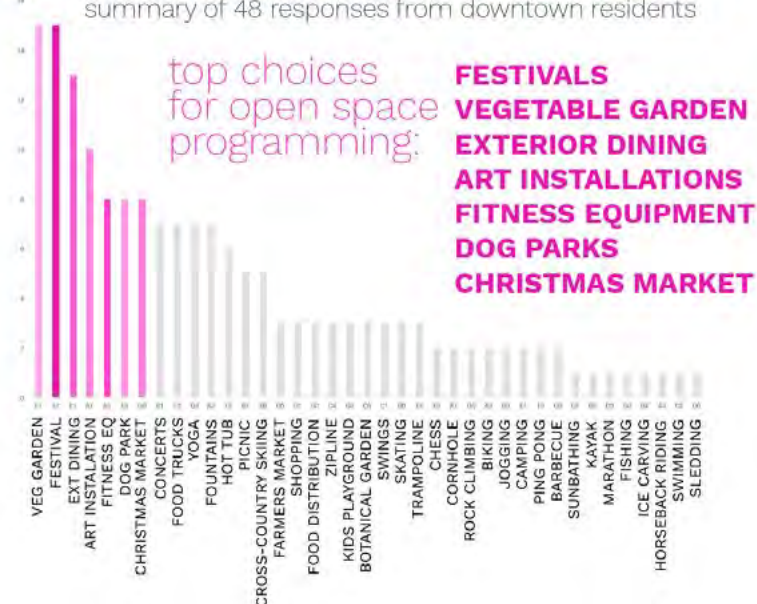 summary of 48 responses from downtown residents
top choices
for open space
programming:
FESTIVALS
VEGETABLE GARDEN
EXTERIOR DINING
ART INSTALLATIONS
FITNESS EQUIPMENT
DOG PARKS
CHRISTMAS MARKET
VEG GARDEN
FESTIVAL
EXT DINING
ART INSTALATION
FITNESS EQ
DOG PARK
CHRISTMAS MARKET
CONCERTS
FOOD TRUCKS
YOGA
FOUNTAINS
HOT TUB
PICNIC
CROSS-COUNTRY SKIING
FARMERS MARKET
SHOPPING
FOOD DISTRIBUTION
ZIPLINE
KIDS PLAYGROUND
BOTANICAL GARDEN
SWINGS
SKATING
TRAMPOLINE
CHESS
CORNHOLE
ROCK CLIMBING
BIKING
JOGGING
CAMPING
PING PONG
BARBECUE
SUNBATHING
KAYAK
MARATHON
FISHING
ICE CARVING
HORSEBACK RIDING
SWIMMING
SLEDDING